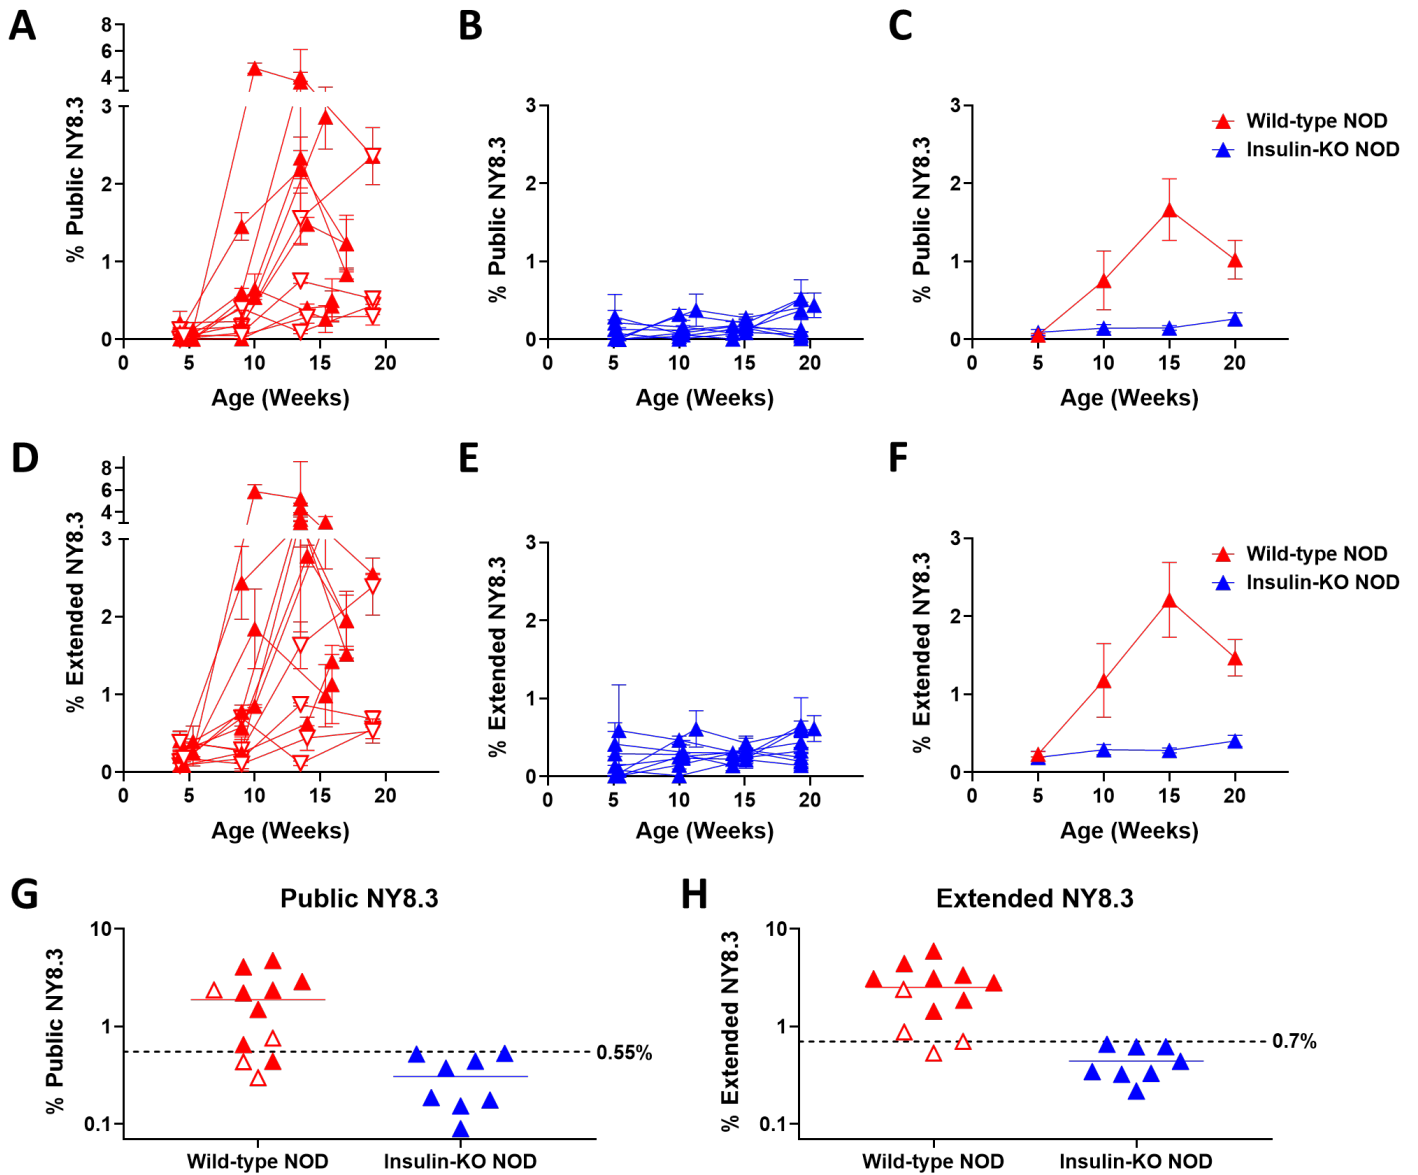 A
8
6
4
3
2
1
0
% Public NY8.3
0 5 10 15 20
Age (Weeks)
B
3
2
1
0
% Public NY8.3
0 5 10 15 20
Age (Weeks)
C
3
2
1
0
% Public NY8.3
0 5 10 15 20
Age (Weeks)
Wild-type NOD
Insulin-KO NOD
D
8
6
4
3
2
1
0
% Extended NY8.3
0 5 10 15 20
Age (Weeks)
E
3
2
1
0
% Extended NY8.3
0 5 10 15 20
Age (Weeks)
F
3
2
1
0
% Extended NY8.3
0 5 10 15 20
Age (Weeks)
Wild-type NOD
Insulin-KO NOD
G
Public NY8.3
10
1
0.1
% Public NY8.3
0.55%
Wild-type NOD Insulin-KO NOD
H
Extended NY8.3
10
1
0.1
% Extended NY8.3
0.7%
Wild-type NOD Insulin-KO NOD